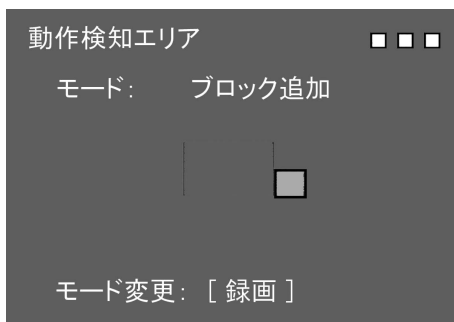 動作検知エリア
モード: ブロック追加
モード変更: [ 録画 ]